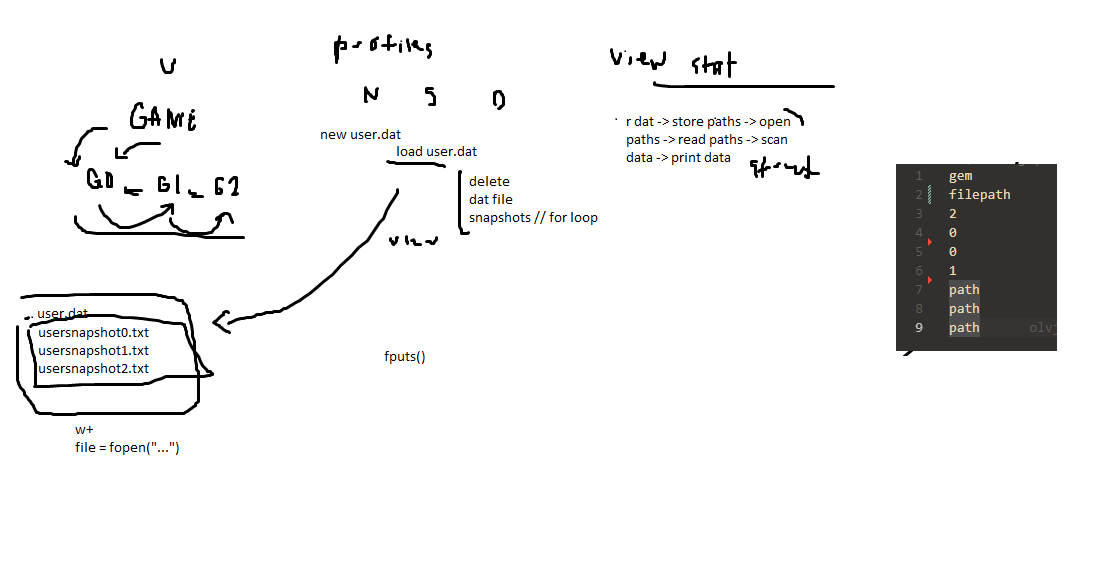 U
GAME
G0 G1 G2
.. user.dat
usersnapshot0.txt
usersnapshot1.txt
usersnapshot2.txt
w+
file = fopen("...")
profiles
N S D
new user.dat
load user.dat
delete
dat file
snapshots // for loop
view
fputs()
view stat
r dat -> store paths -> open
paths -> read paths -> scan
data -> print data
struct
1 gem
2 filepath
3 2
4 0
5 0
6 1
7 path
8 path
9 path